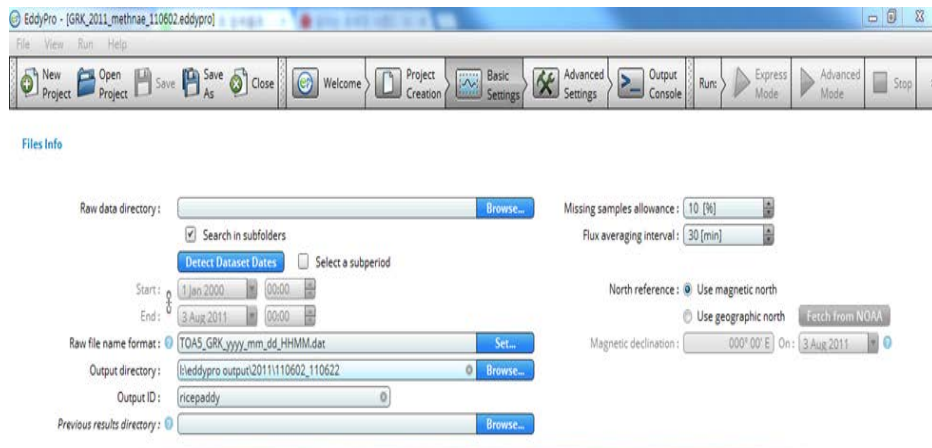 EddyPro - [GRK_2011_methnae_110602.eddypro]
File View Run Help
New Project Open Project Save Save As Close Welcome Project Creation Basic Settings Advanced Settings Output Console Run: Express Mode Advanced Mode Stop
Files Info
Raw data directory : Browse... Missing samples allowance : 10 [%]
Search in subfolders Flux averaging interval : 30 [min]
Detect Dataset Dates Select a subperiod
Start : 1 Jan 2000 00:00 North reference : Use magnetic north
End : 3 Aug 2011 00:00 Use geographic north Fetch from NOAA
Raw file name format : ? TOA5_GRK_yyyy_mm_dd_HHMM.dat Set... Magnetic declination : 000° 00' E On : 3 Aug 2011 ?
Output directory : I:\eddypro output\2011\110602_110622 Browse...
Output ID : ricepaddy
Previous results directory : ? Browse...